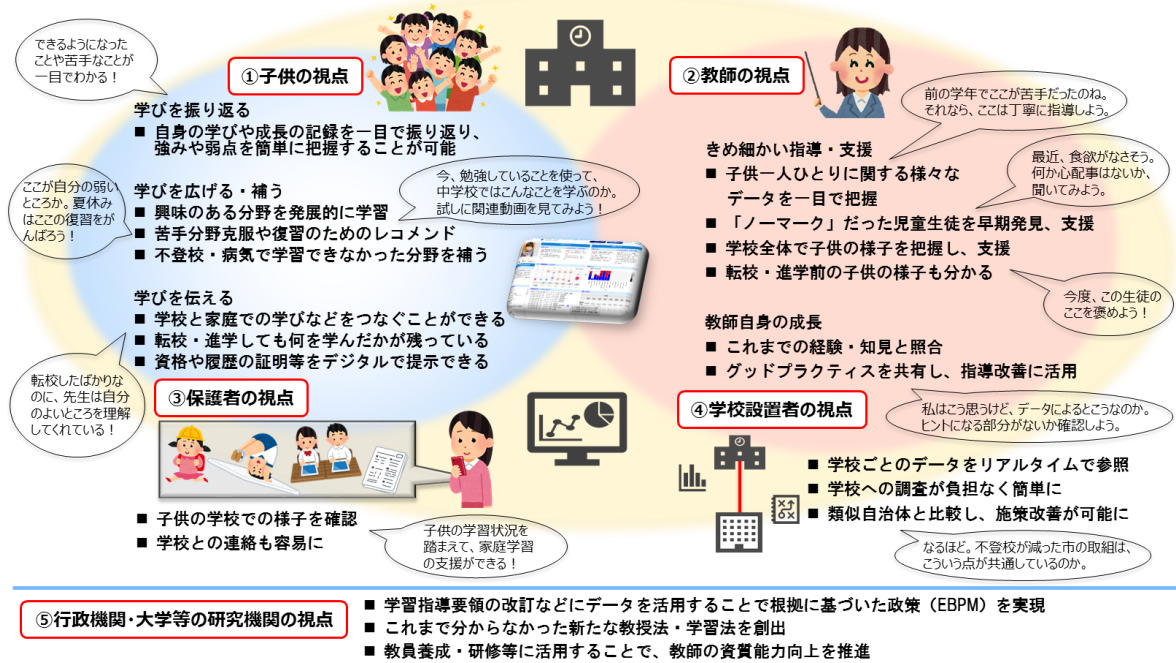 できるようになった
ことや苦手なことが
一目でわかる！
①子供の視点
学びを振り返る
■ 自身の学びや成長の記録を一目で振り返り、
強みや弱点を簡単に把握することが可能
ここが自分の弱い
ところか。夏休み
はここの復習をが
んばろう！
学びを広げる・補う
■ 興味のある分野を発展的に学習
■ 苦手分野克服や復習のためのレコメンド
■ 不登校・病気で学習できなかった分野を補う
今、勉強していることを使って、
中学校ではこんなことを学ぶのか。
試しに関連動画を見てみよう！
学びを伝える
■ 学校と家庭での学びなどをつなぐことができる
■ 転校・進学しても何を学んだかが残っている
■ 資格や履歴の証明等をデジタルで提示できる
転校したばかりな
のに、先生は自分
のよいところを理解
してくれている！
②教師の視点
前の学年でここが苦手だったのね。
それなら、ここは丁寧に指導しよう。
きめ細かい指導・支援
■ 子供一人ひとりに関する様々な
データを一目で把握
■ 「ノーマーク」だった児童生徒を早期発見、支援
■ 学校全体で子供の様子を把握し、支援
■ 転校・進学前の子供の様子も分かる
最近、食欲がなさそう。
何か心配事はないか、
聞いてみよう。
今度、この生徒の
ここを褒めよう！
教師自身の成長
■ これまでの経験・知見と照合
■ グッドプラクティスを共有し、指導改善に活用
私はこう思うけど、データによるとこうなのか。
ヒントになる部分がないか確認しよう。
③保護者の視点
■ 子供の学校での様子を確認
■ 学校との連絡も容易に
子供の学習状況を
踏まえて、家庭学習
の支援ができる！
④学校設置者の視点
■ 学校ごとのデータをリアルタイムで参照
■ 学校への調査が負担なく簡単に
■ 類似自治体と比較し、施策改善が可能に
なるほど。不登校が減った市の取組は、
こういう点が共通しているのか。
⑤行政機関・大学等の研究機関の視点
■ 学習指導要領の改訂などにデータを活用することで根拠に基づいた政策（EBPM）を実現
■ これまで分からなかった新たな教授法・学習法を創出
■ 教員養成・研修等に活用することで、教師の資質能力向上を推進